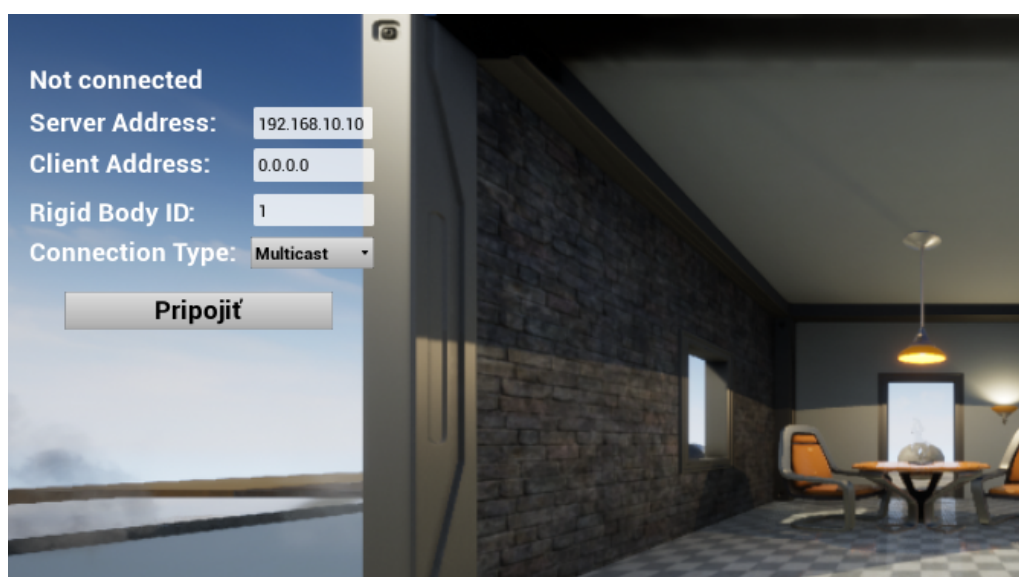 Not connected
Server Address: 192.168.10.10
Client Address: 0.0.0.0
Rigid Body ID: 1
Connection Type: Multicast
Pripojiť